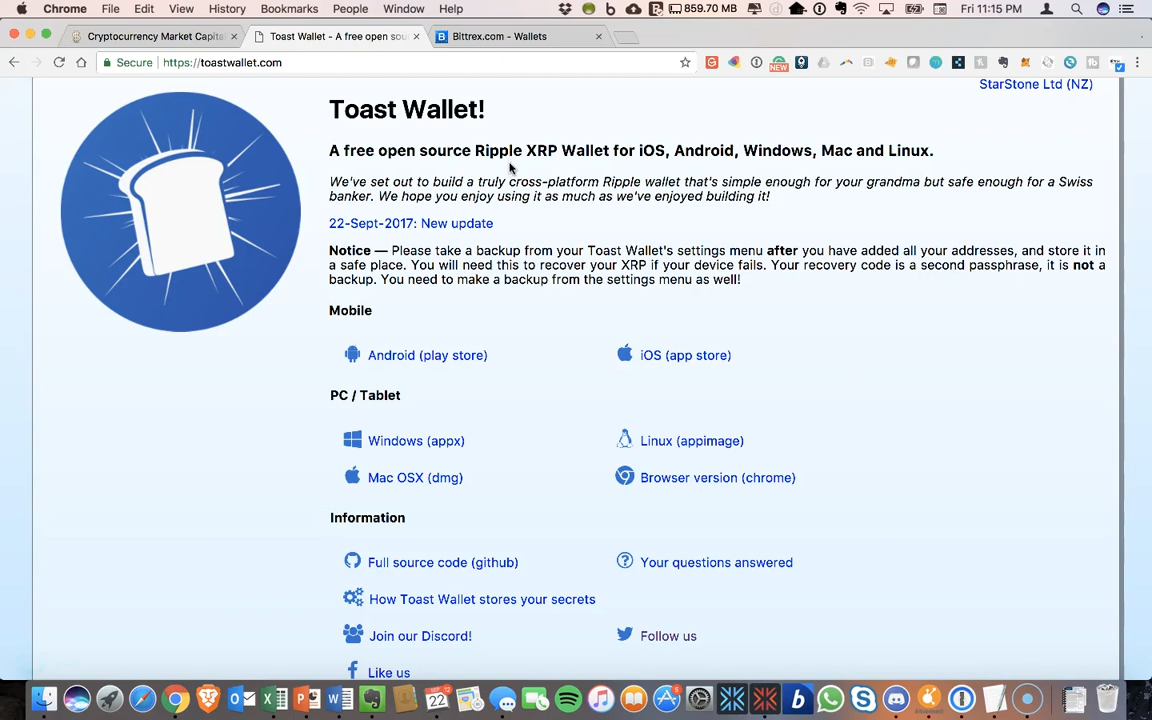 Chrome File Edit View History Bookmarks People Window Help 859.70 MB Fri 11:15 PM
Cryptocurrency Market Capital × Toast Wallet - A free open sou × Bittrex.com - Wallets ×
Secure https://toastwallet.com
NEW
StarStone Ltd (NZ)
Toast Wallet!
A free open source Ripple XRP Wallet for iOS, Android, Windows, Mac and Linux.
We've set out to build a truly cross-platform Ripple wallet that's simple enough for your grandma but safe enough for a Swiss
banker. We hope you enjoy using it as much as we've enjoyed building it!
22-Sept-2017: New update
Notice — Please take a backup from your Toast Wallet's settings menu after you have added all your addresses, and store it in
a safe place. You will need this to recover your XRP if your device fails. Your recovery code is a second passphrase, it is not a
backup. You need to make a backup from the settings menu as well!
Mobile
Android (play store) iOS (app store)
PC / Tablet
Windows (appx) Linux (appimage)
Mac OSX (dmg) Browser version (chrome)
Information
Full source code (github) Your questions answered
How Toast Wallet stores your secrets
Join our Discord! Follow us
Like us
22